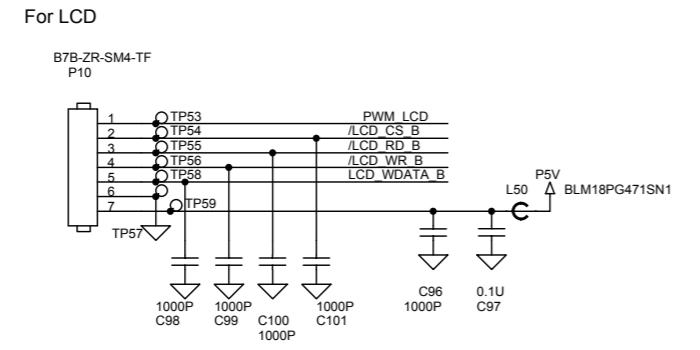 For LCD
B7B-ZR-SM4-TF
P10
1 TP53 PWM_LCD
2 TP54 /LCD_CS_B
3 TP55 /LCD_RD_B
4 TP56 /LCD_WR_B
5 TP58 LCD_WDATA_B
6
7 TP59
TP57
L50 P5V
BLM18PG471SN1
1000P
C98
1000P
C99
C100
1000P
1000P
C101
C96
1000P
0.1U
C97